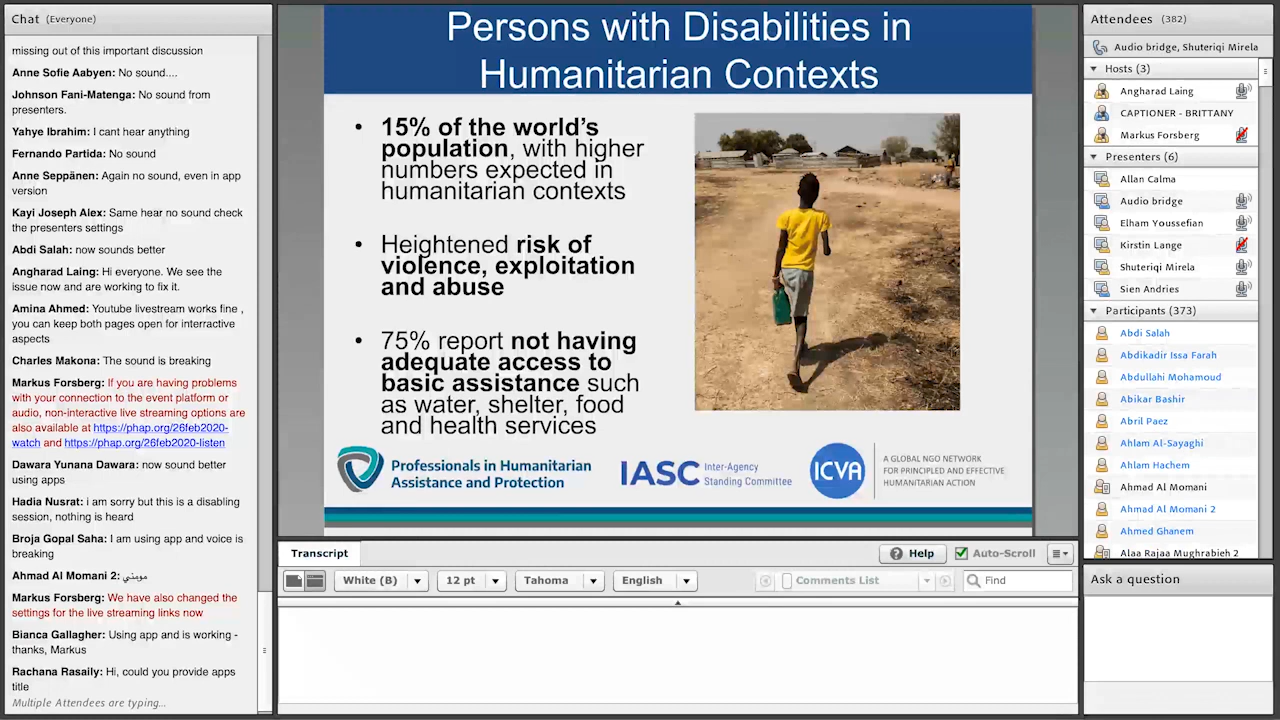 Chat (Everyone)
missing out of this important discussion
Anne Sofie Aabyen: No sound....
Johnson Fani-Matenga: No sound from
presenters.
Yahye Ibrahim: I cant hear anything
Fernando Partida: No sound
Anne Seppänen: Again no sound, even in app
version
Kayi Joseph Alex: Same hear no sound check
the presenters settings
Abdi Salah: now sounds better
Angharad Laing: Hi everyone. We see the
issue now and are working to fix it.
Amina Ahmed: Youtube livestream works fine ,
you can keep both pages open for interractive
aspects
Charles Makona: The sound is breaking
Markus Forsberg: If you are having problems
with your connection to the event platform or
audio, non-interactive live streaming options are
also available at https://phap.org/26feb2020-
watch and https://phap.org/26feb2020-listen
Dawara Yunana Dawara: now sound better
using apps
Hadia Nusrat: i am sorry but this is a disabling
session, nothing is heard
Broja Gopal Saha: I am using app and voice is
breaking
Ahmad Al Momani 2: مومني
Markus Forsberg: We have also changed the
settings for the live streaming links now
Bianca Gallagher: Using app and is working -
thanks, Markus
Rachana Rasaily: Hi, could you provide apps
title
Multiple Attendees are typing...
Persons with Disabilities in
Humanitarian Contexts
• 15% of the world's
population, with higher
numbers expected in
humanitarian contexts
• Heightened risk of
violence, exploitation
and abuse
• 75% report not having
adequate access to
basic assistance such
as water, shelter, food
and health services
Professionals in Humanitarian
Assistance and Protection
IASC Inter-Agency
Standing Committee
ICVA
A GLOBAL NGO NETWORK
FOR PRINCIPLED AND EFFECTIVE
HUMANITARIAN ACTION
Transcript
Help
Auto-Scroll
White (B)
12 pt
Tahoma
English
Comments List
Find
Attendees (382)
Audio bridge, Shuteriqi Mirela
Hosts (3)
Angharad Laing
CAPTIONER - BRITTANY
Markus Forsberg
Presenters (6)
Allan Calma
Audio bridge
Elham Youssefian
Kirstin Lange
Shuteriqi Mirela
Sien Andries
Participants (373)
Abdi Salah
Abdikadir Issa Farah
Abdullahi Mohamoud
Abikar Bashir
Abril Paez
Ahlam Al-Sayaghi
Ahlam Hachem
Ahmad Al Momani
Ahmad Al Momani 2
Ahmed Ghanem
Alaa Rajaa Mughrabieh 2
Ask a question